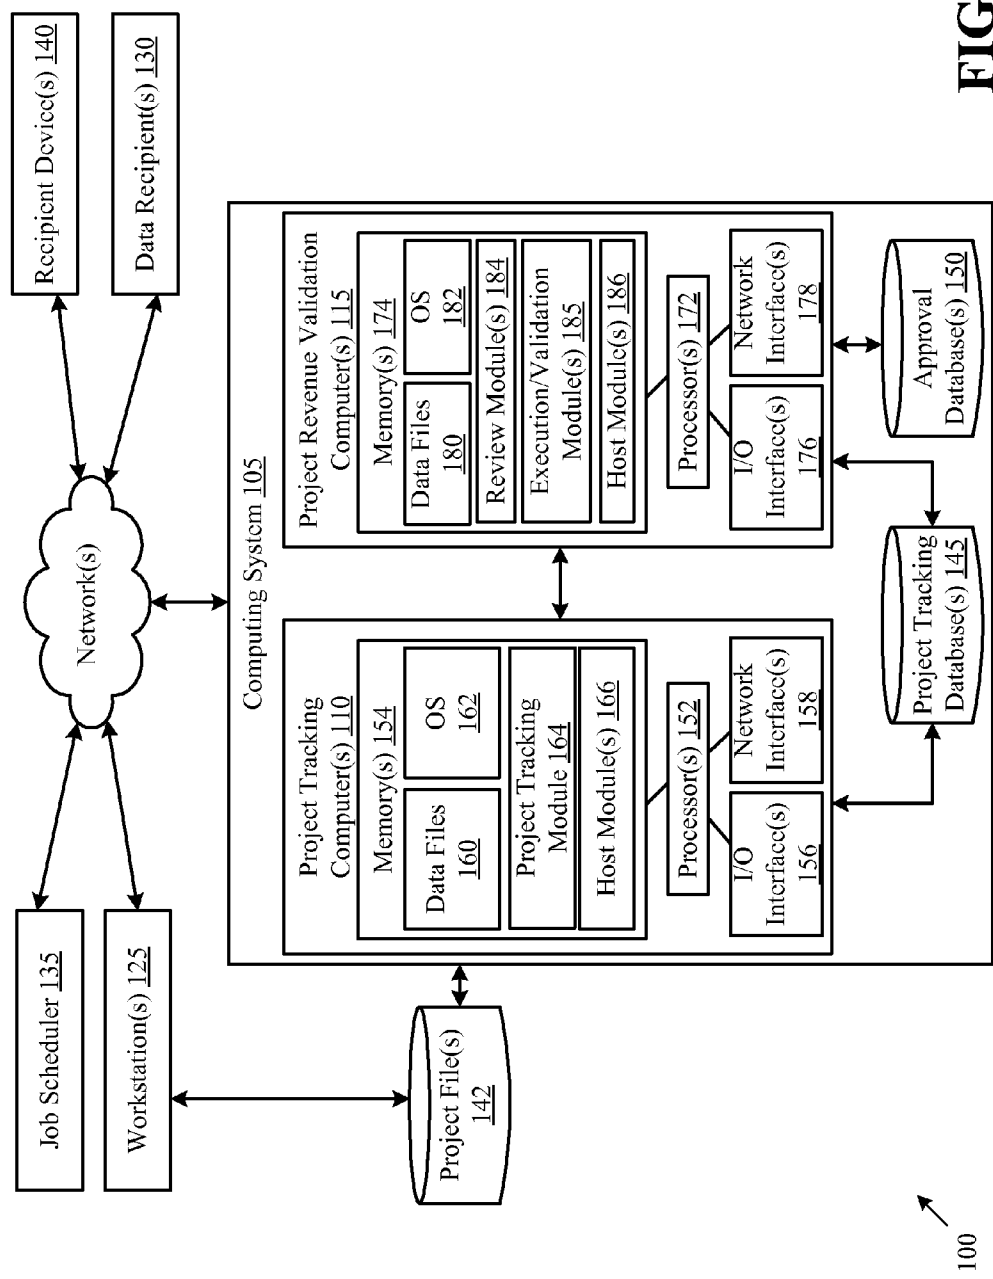 Job Scheduler 135
Workstation(s) 125
Network(s)
Recipient Device(s) 140
Data Recipient(s) 130
Project File(s)
142
Computing System 105
Project Tracking
Computer(s) 110
Memory(s) 154
Data Files
160
OS
162
Project Tracking
Module 164
Host Module(s) 166
Processor(s) 152
I/O
Interface(s)
156
Network
Interface(s)
158
Project Revenue Validation
Computer(s) 115
Memory(s) 174
Data Files
180
OS
182
Review Module(s) 184
Execution/Validation
Module(s) 185
Host Module(s) 186
Processor(s) 172
I/O
Interface(s)
176
Network
Interface(s)
178
Project Tracking
Database(s) 145
Approval
Database(s) 150
100
FIG